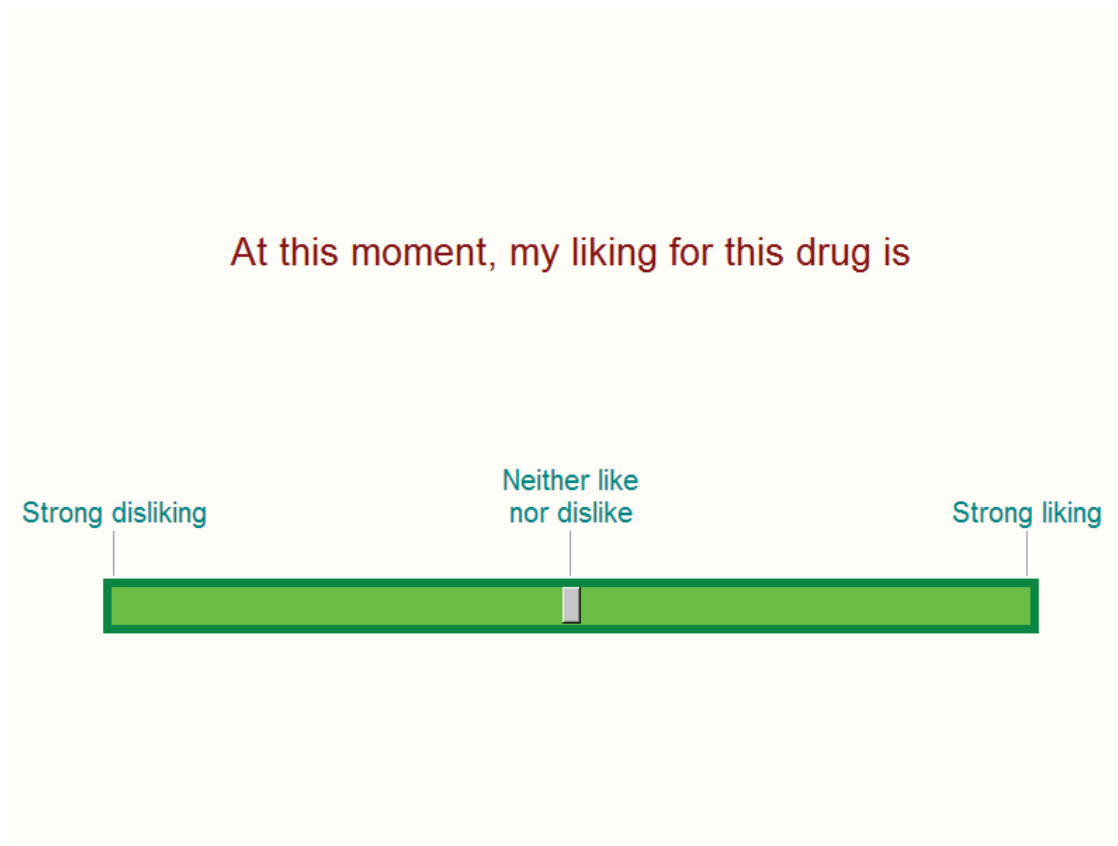 At this moment, my liking for this drug is
Neither like
nor dislike
Strong disliking
Strong liking